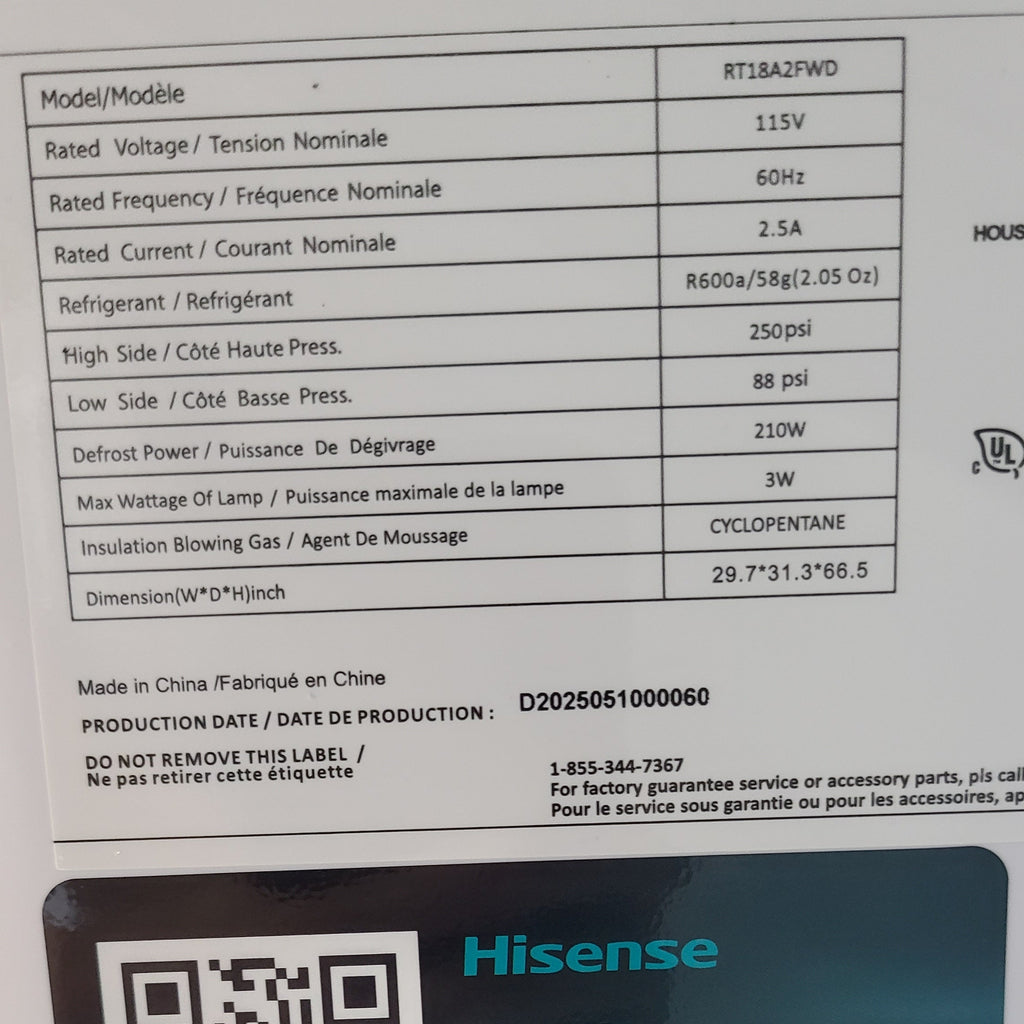 Model/Modèle RT18A2FWD
Rated Voltage / Tension Nominale 115V
Rated Frequency / Fréquence Nominale 60Hz
Rated Current / Courant Nominale 2.5A
Refrigerant / Refrigérant R600a/58g(2.05 Oz)
High Side / Côté Haute Press. 250psi
Low Side / Côté Basse Press. 88 psi
Defrost Power / Puissance De Dégivrage 210W
Max Wattage Of Lamp / Puissance maximale de la lampe 3W
Insulation Blowing Gas / Agent De Moussage CYCLOPENTANE
Dimension(W*D*H)inch 29.7*31.3*66.5
HOUS
C UL
Made in China /Fabriqué en Chine
PRODUCTION DATE / DATE DE PRODUCTION : D2025051000060
DO NOT REMOVE THIS LABEL /
Ne pas retirer cette étiquette
1-855-344-7367
For factory guarantee service or accessory parts, pls call
Pour le service sous garantie ou pour les accessoires, ap
Hisense